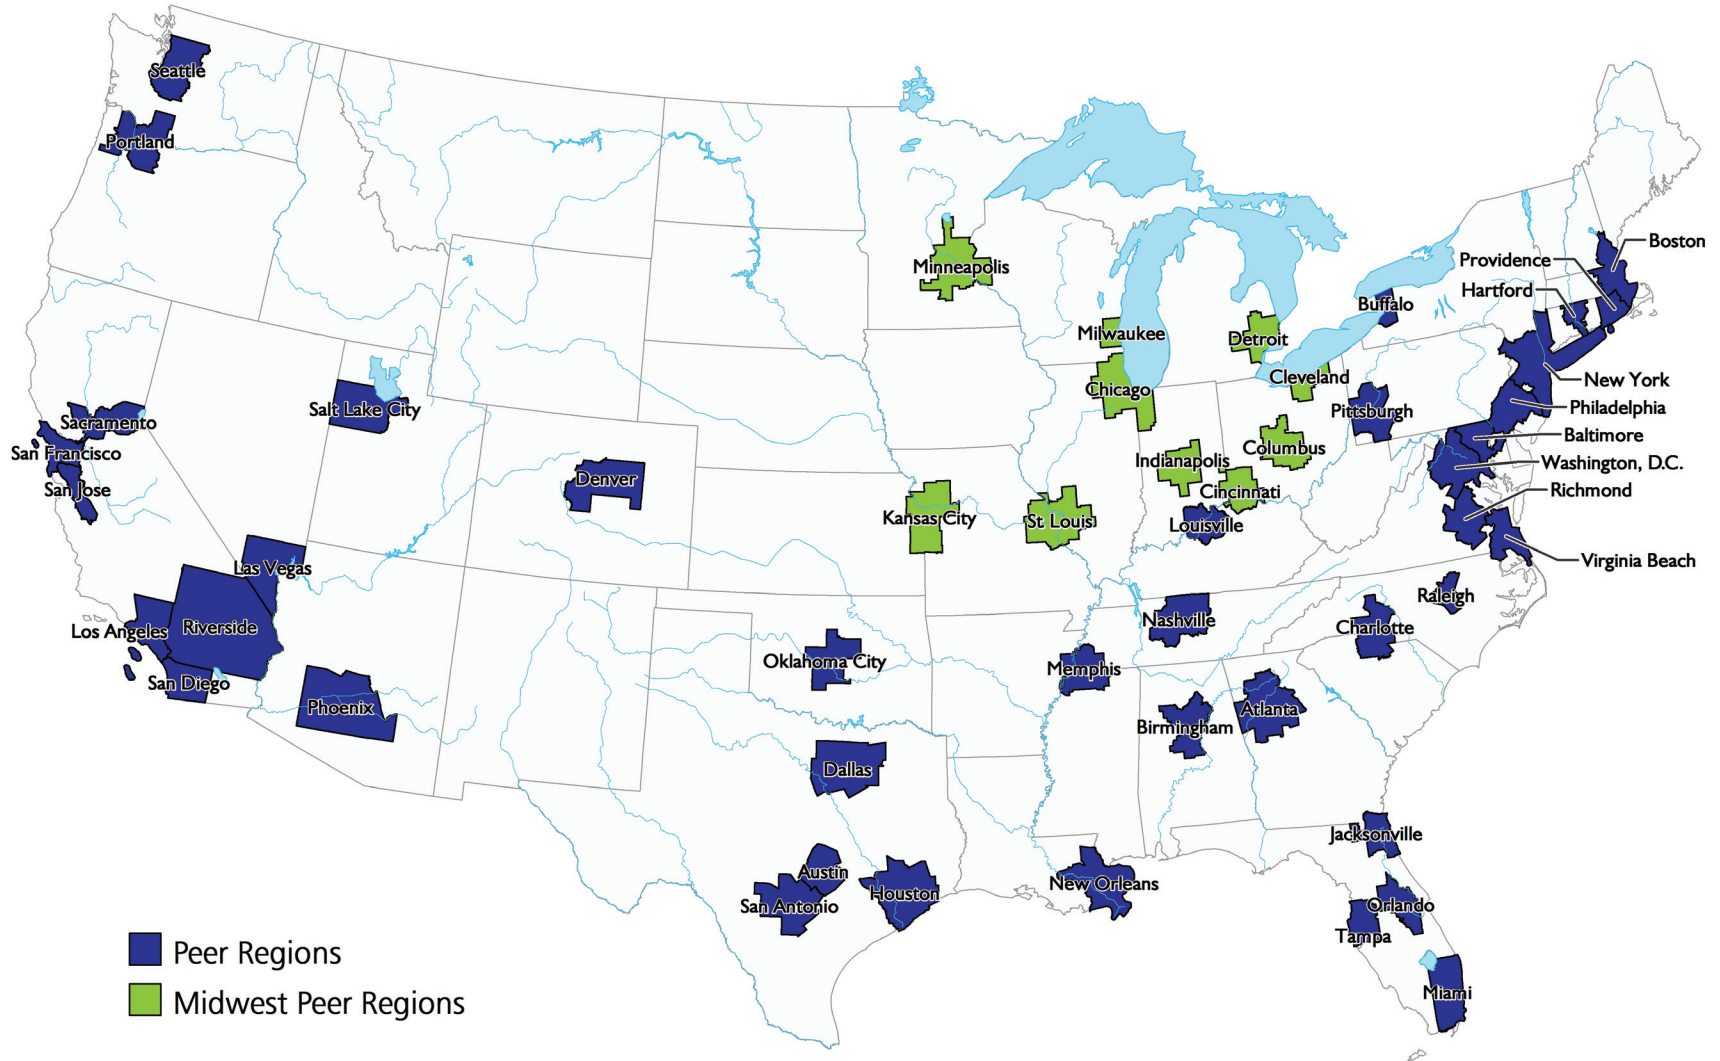 Seattle
Portland
Boston
Providence
Hartford
Minneapolis
Buffalo
Milwaukee
Detroit
Cleveland
New York
Chicago
Salt Lake City
Pittsburgh
Philadelphia
Sacramento
Baltimore
San Francisco
Columbus
Indianapolis
Washington, D.C.
Denver
San Jose
Cincinnati
Richmond
Kansas City
St Louis
Louisville
Virginia Beach
Las Vegas
Raleigh
Nashville
Riverside
Charlotte
Los Angeles
Oklahoma City
Memphis
San Diego
Phoenix
Atlanta
Birmingham
Dallas
Jacksonville
Austin
New Orleans
Houston
San Antonio
Orlando
Tampa
Peer Regions
Miami
Midwest Peer Regions